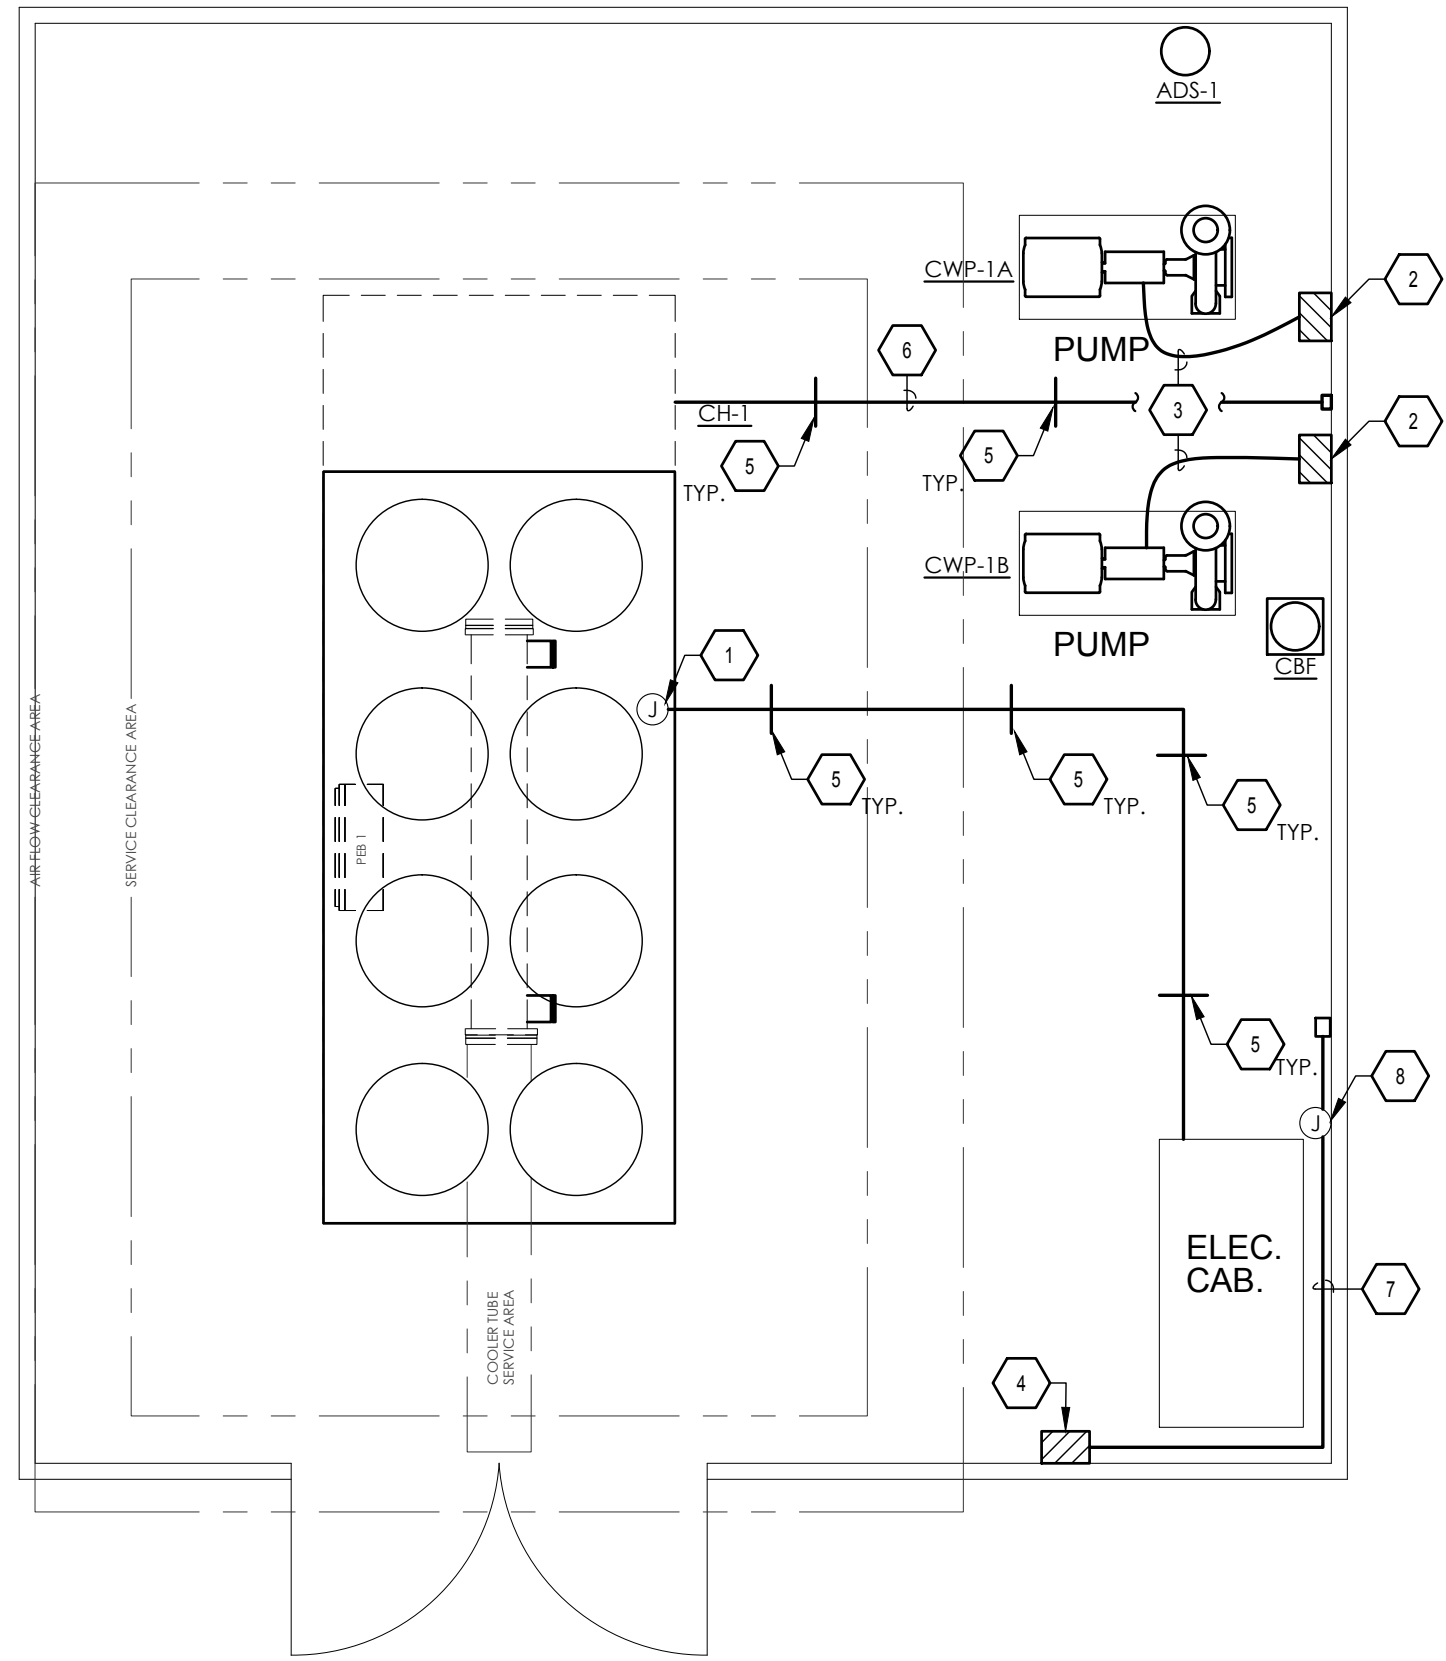 ADS-1
CWP-1A
2
PUMP
6
3
CH-1
2
5
TYP.
5
TYP.
CWP-1B
PUMP
CBF
1
J
5
TYP.
5
TYP.
5
TYP.
AIR FLOW CLEARANCE AREA
SERVICE CLEARANCE AREA
PEB 1
5
TYP.
8
J
ELEC.
CAB.
7
COOLER TUBE
SERVICE AREA
4